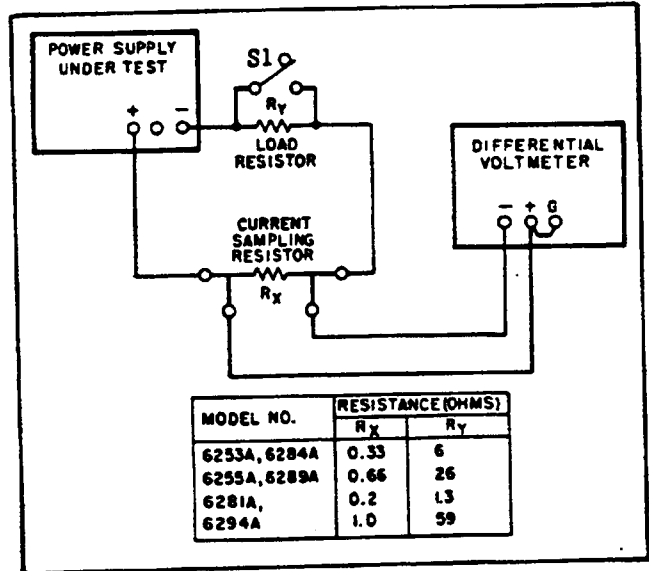 POWER SUPPLY
UNDER TEST
+ -
S1
RY
LOAD
RESISTOR
DIFFERENTIAL
VOLTMETER
- + G
CURRENT
SAMPLING
RESISTOR
RX
MODEL NO. RESISTANCE (OHMS)
RX RY
6253A, 6284A 0.33 6
6255A, 6289A 0.66 26
6281A, 0.2 1.3
6294A 1.0 59